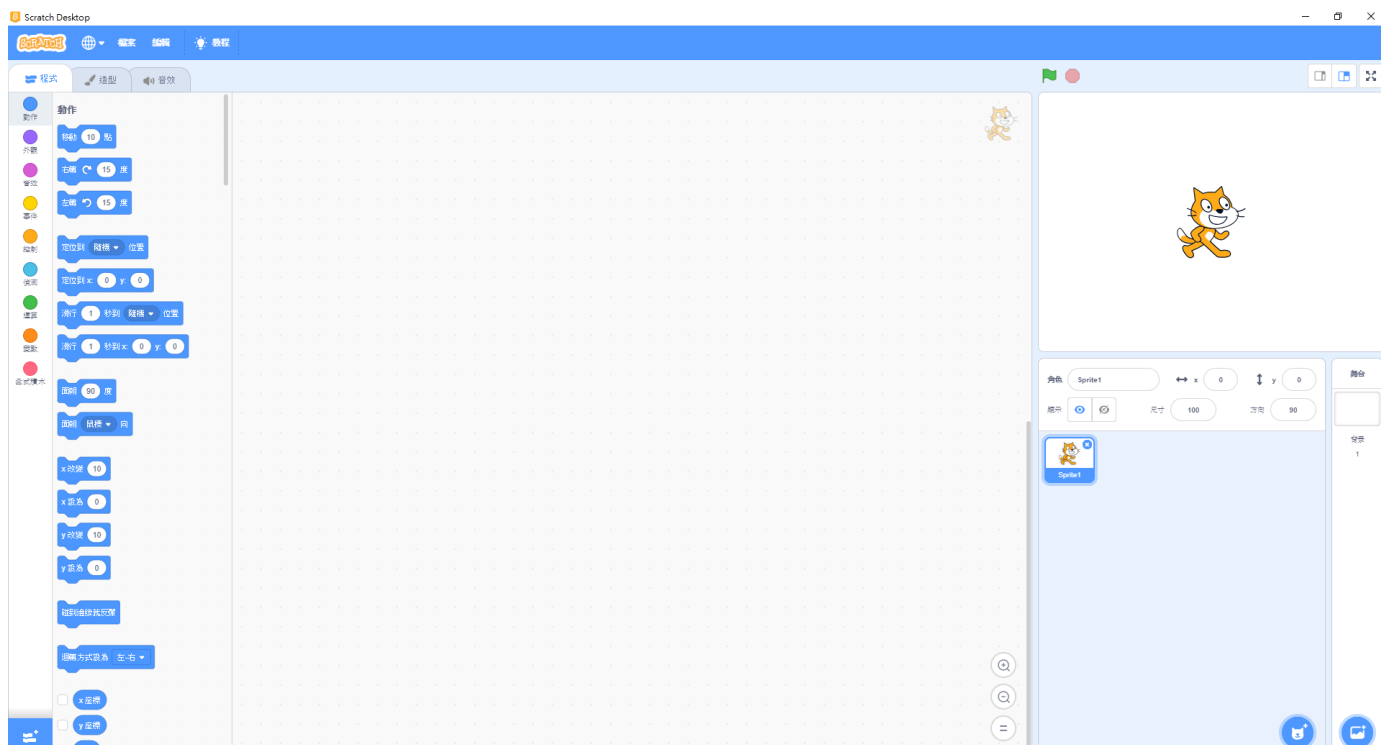 Scratch Desktop
SCRATCH 檔案 編輯 教程
程式 造型 音效
動作
外觀
音效
事件
控制
偵測
運算
變數
函式積木
動作
移動 10 點
右轉 15 度
左轉 15 度
定位到 隨機 位置
定位到 x: 0 y: 0
滑行 1 秒到 隨機 位置
滑行 1 秒到 x: 0 y: 0
面朝 90 度
面朝 鼠標 向
x 改變 10
x 設為 0
y 改變 10
y 設為 0
碰到邊緣就反彈
迴轉方式設為 左-右
x 座標
y 座標
角色 Sprite1 x 0 y 0
顯示 尺寸 100 方向 90
Sprite1
舞台
背景
1